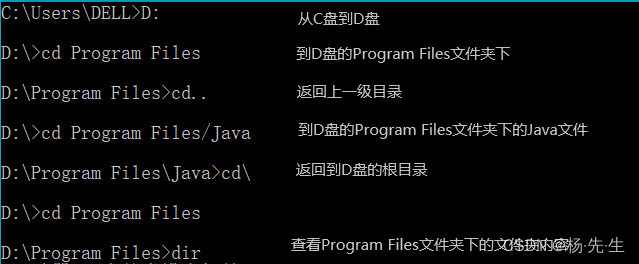 C:\Users\DELL>D: 从C盘到D盘
D:\>cd Program Files 到D盘的Program Files文件夹下
D:\Program Files>cd.. 返回上一级目录
D:\>cd Program Files/Java 到D盘的Program Files文件夹下的Java文件
D:\Program Files\Java>cd\ 返回到D盘的根目录
D:\>cd Program Files
D:\Program Files>dir 查看Program Files文件夹下的文件夹内容
@杨·先·生